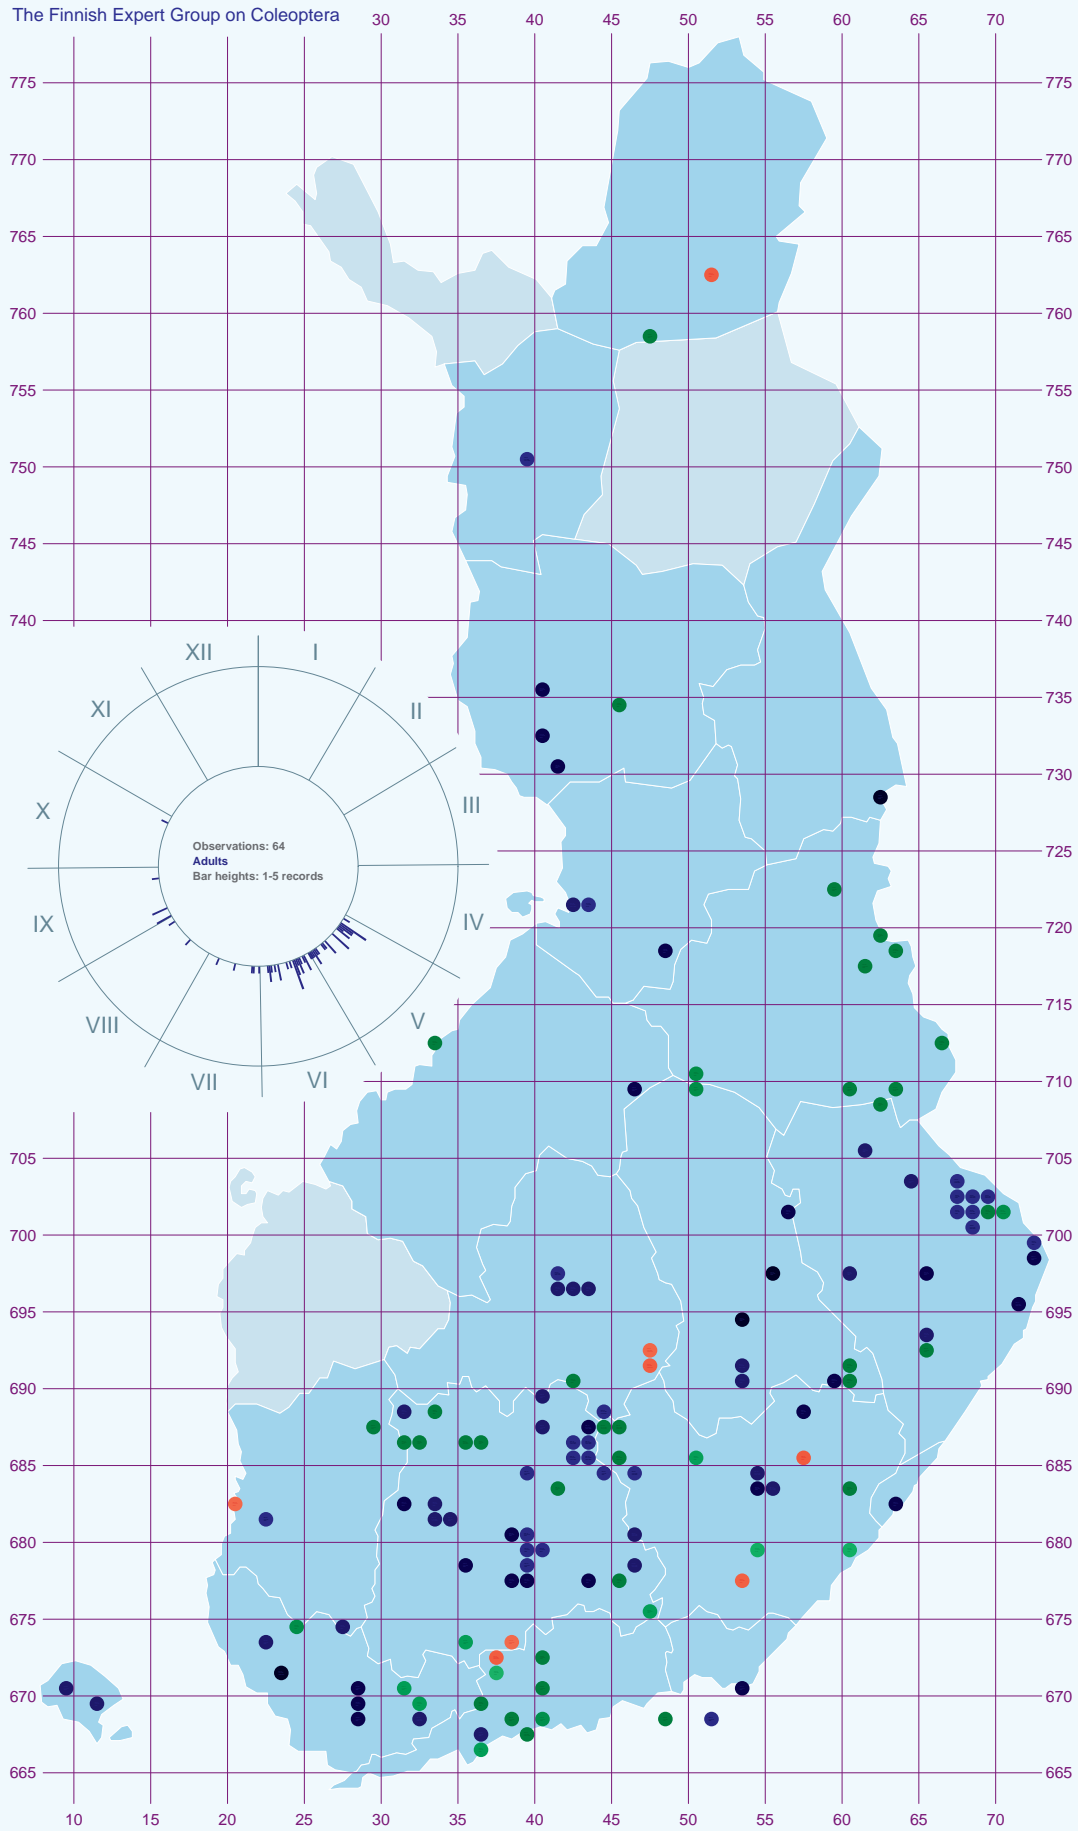 The Finnish Expert Group on Coleoptera
30 40 45 50 55 60 70
775 775
770 770
765 765
760 760
755 755
750 750
745 745
740 740
XII I
XI II
735
730
X III
Observations: 64
Adults
Bar heights: 1-5 records
725
IX IV
720
715
VIII V
VII VI
710
705 705
700 700
695 695
690 690
685 685
680 680
675 675
670 670
665 665
10 15 20 25 30 35 40 45 50 55 60 70